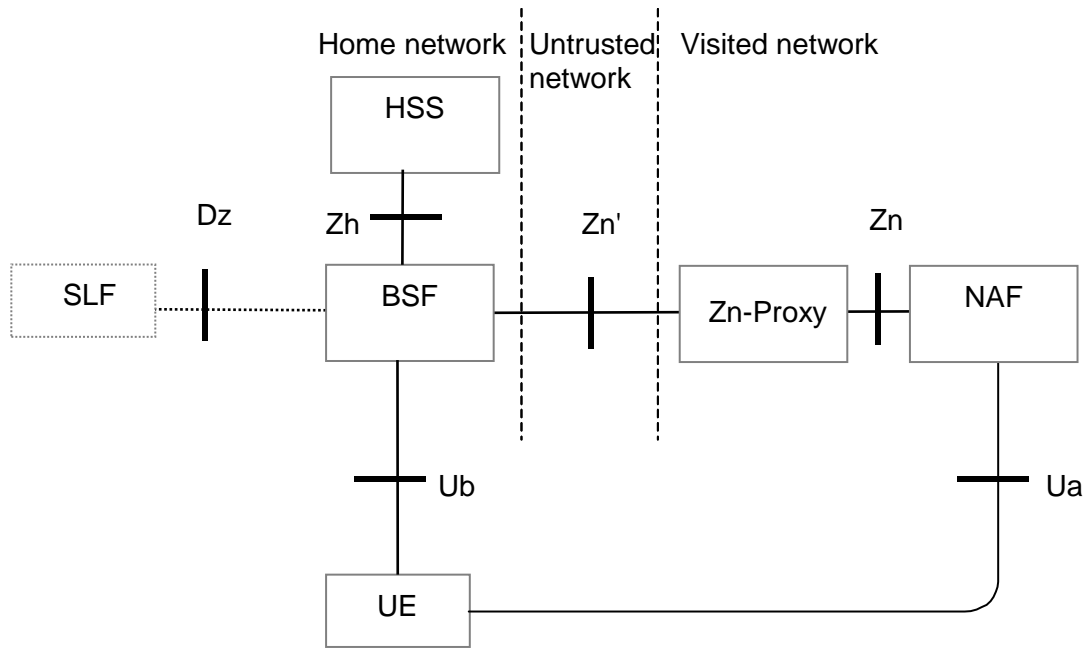 Home network
Untrusted
network
Visited network
HSS
Dz
Zh
Zn'
Zn
SLF
BSF
Zn-Proxy
NAF
Ub
Ua
UE